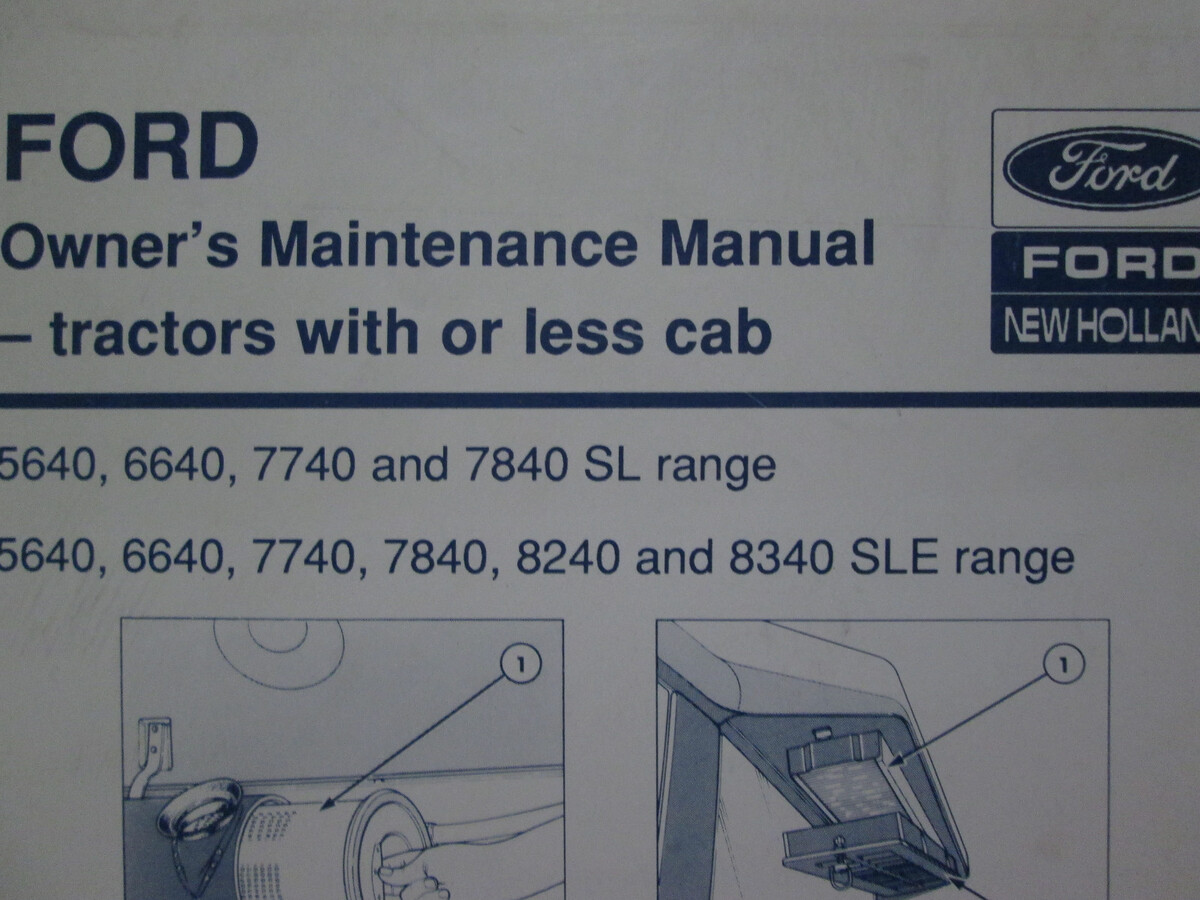 FORD
Owner's Maintenance Manual
– tractors with or less cab
Ford
FORD
NEW HOLLAN
5640, 6640, 7740 and 7840 SL range
5640, 6640, 7740, 7840, 8240 and 8340 SLE range
1
1